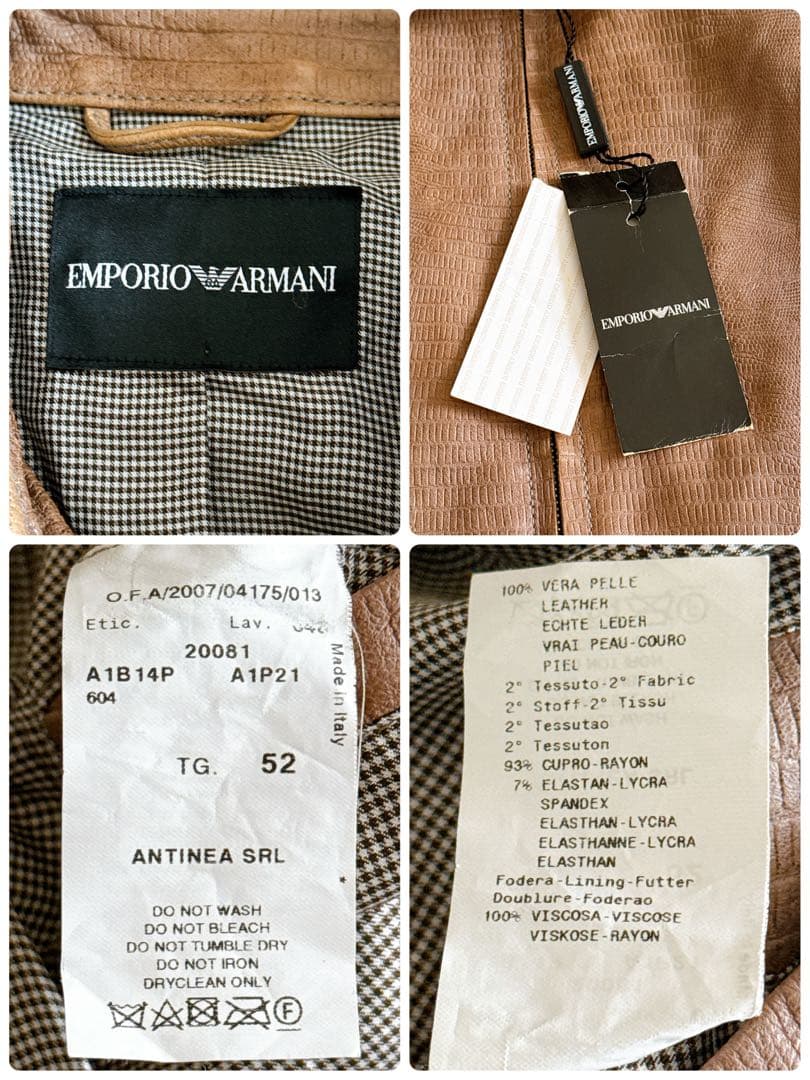 EMPORIO ARMANI
EMPORIO ARMANI
EMPORIO ARMANI
O.F.A/2007/04175/013
Etic. Lav.
20081
A1B14P A1P21
604
Made in Italy
TG. 52
ANTINEA SRL
*
DO NOT WASH
DO NOT BLEACH
DO NOT TUMBLE DRY
DO NOT IRON
DRYCLEAN ONLY
F
100% VERA PELLE
LEATHER
ECHTE LEDER
VRAI PEAU-COURO
PIEL
2° Tessuto-2° Fabric
2° Stoff-2° Tissu
2° Tessutao
2° Tessuton
93% CUPRO-RAYON
7% ELASTAN-LYCRA
SPANDEX
ELASTHAN-LYCRA
ELASTHANNE-LYCRA
ELASTHAN
Fodera-Lining-Futter
Doublure-Foderao
100% VISCOSA-VISCOSE
VISKOSE-RAYON